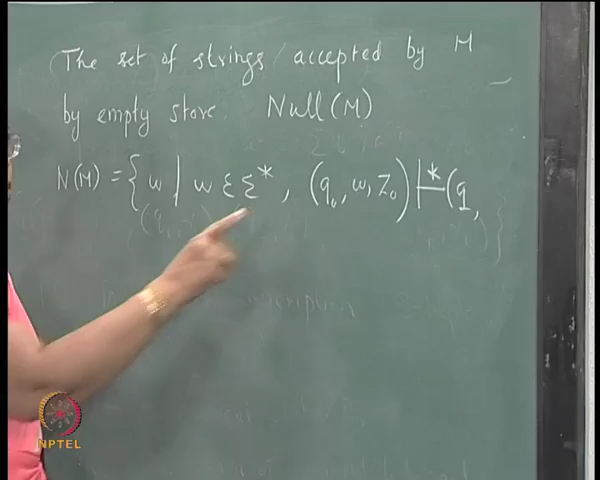 The set of strings accepted by M
by empty store. Null(M)
N(M) = { w | w ε Σ*, (q₀, w, Z₀) |-* (q,
NPTEL